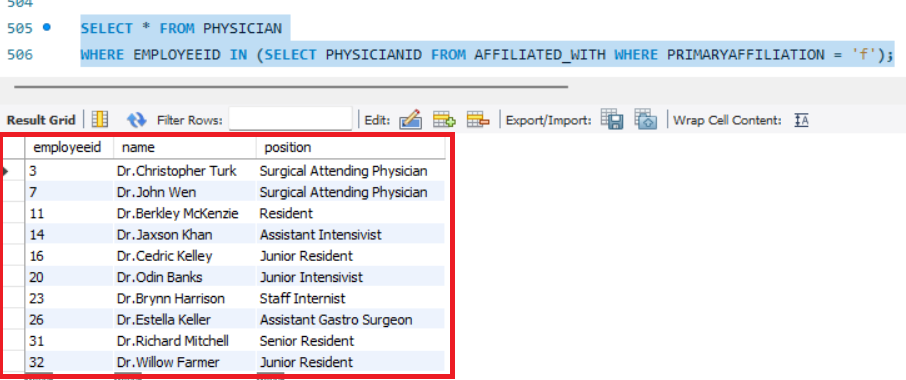 504
505 SELECT * FROM PHYSICIAN
506 WHERE EMPLOYEEID IN (SELECT PHYSICIANID FROM AFFILIATED_WITH WHERE PRIMARYAFFILIATION = 'f');
Result Grid Filter Rows: Edit: Export/Import: Wrap Cell Content: IA
employeeid name position
3 Dr.Christopher Turk Surgical Attending Physician
7 Dr.John Wen Surgical Attending Physician
11 Dr.Berkley McKenzie Resident
14 Dr.Jaxson Khan Assistant Intensivist
16 Dr.Cedric Kelley Junior Resident
20 Dr.Odin Banks Junior Intensivist
23 Dr.Brynn Harrison Staff Internist
26 Dr.Estella Keller Assistant Gastro Surgeon
31 Dr.Richard Mitchell Senior Resident
32 Dr.Willow Farmer Junior Resident